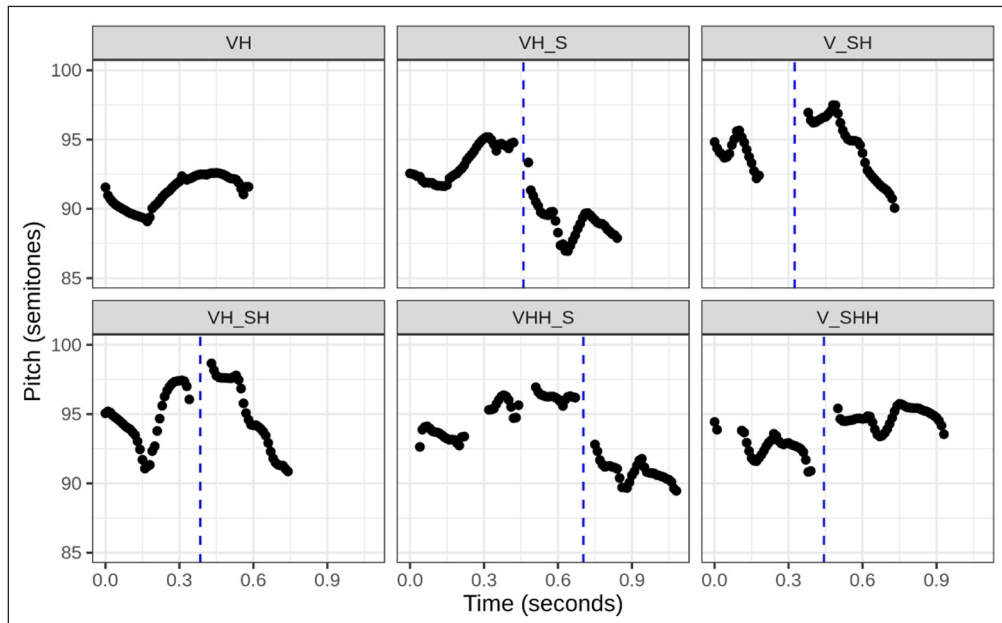 VH VH_S V_SH
100
95
90
85
VH_SH VHH_S V_SHH
100
95
90
85
0.0 0.3 0.6 0.9 0.0 0.3 0.6 0.9 0.0 0.3 0.6 0.9
Time (seconds)
Pitch (semitones)